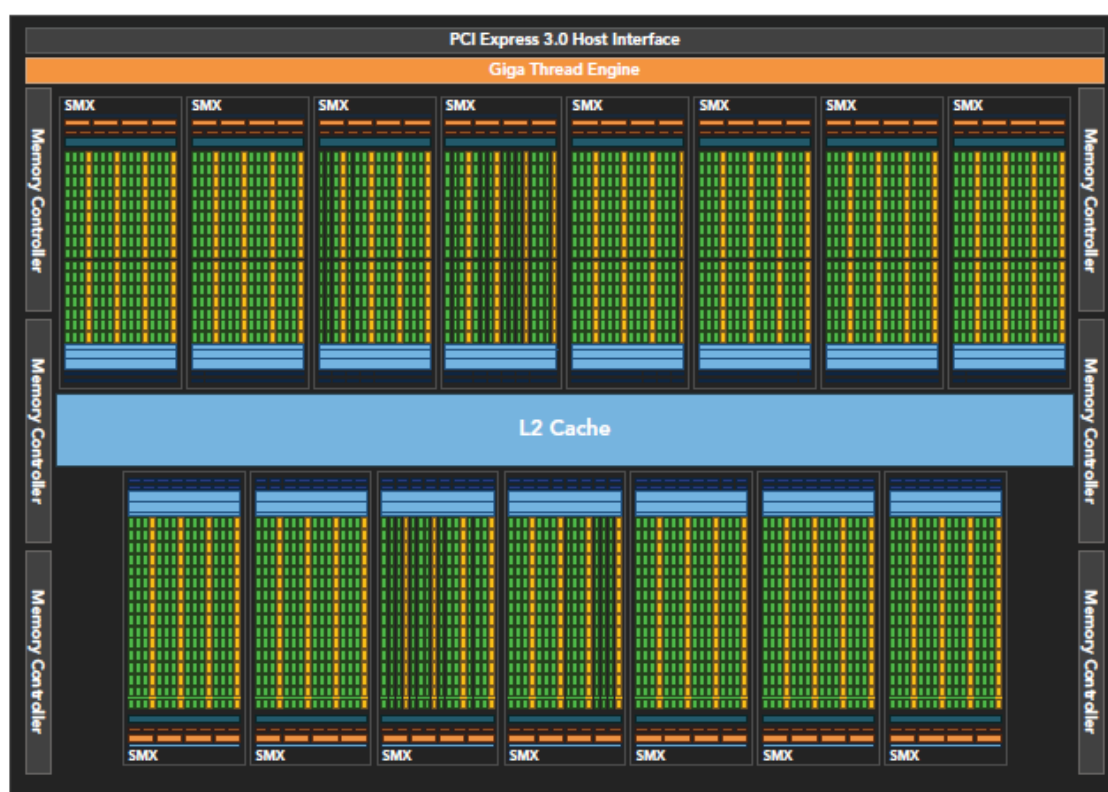 PCI Express 3.0 Host Interface
Giga Thread Engine
SMX SMX SMX SMX SMX SMX SMX SMX
Memory Controller
Memory Controller
L2 Cache
Memory Controller
Memory Controller
Memory Controller
Memory Controller
SMX SMX SMX SMX SMX SMX SMX